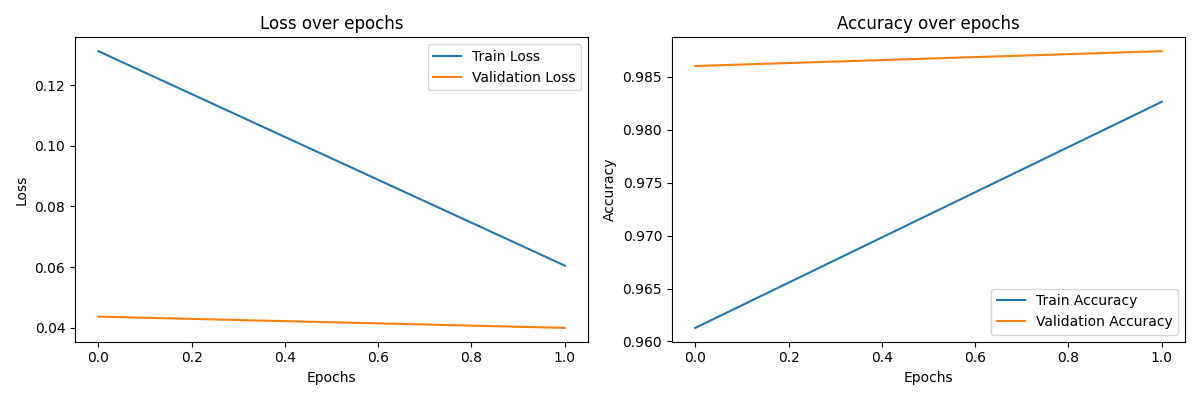 Loss over epochs
Train Loss
Validation Loss
0.12
0.10
0.08
0.06
0.04
Loss
0.0 0.2 0.4 0.6 0.8 1.0
Epochs
Accuracy over epochs
0.985
0.980
0.975
0.970
0.965
0.960
Accuracy
Train Accuracy
Validation Accuracy
0.0 0.2 0.4 0.6 0.8 1.0
Epochs